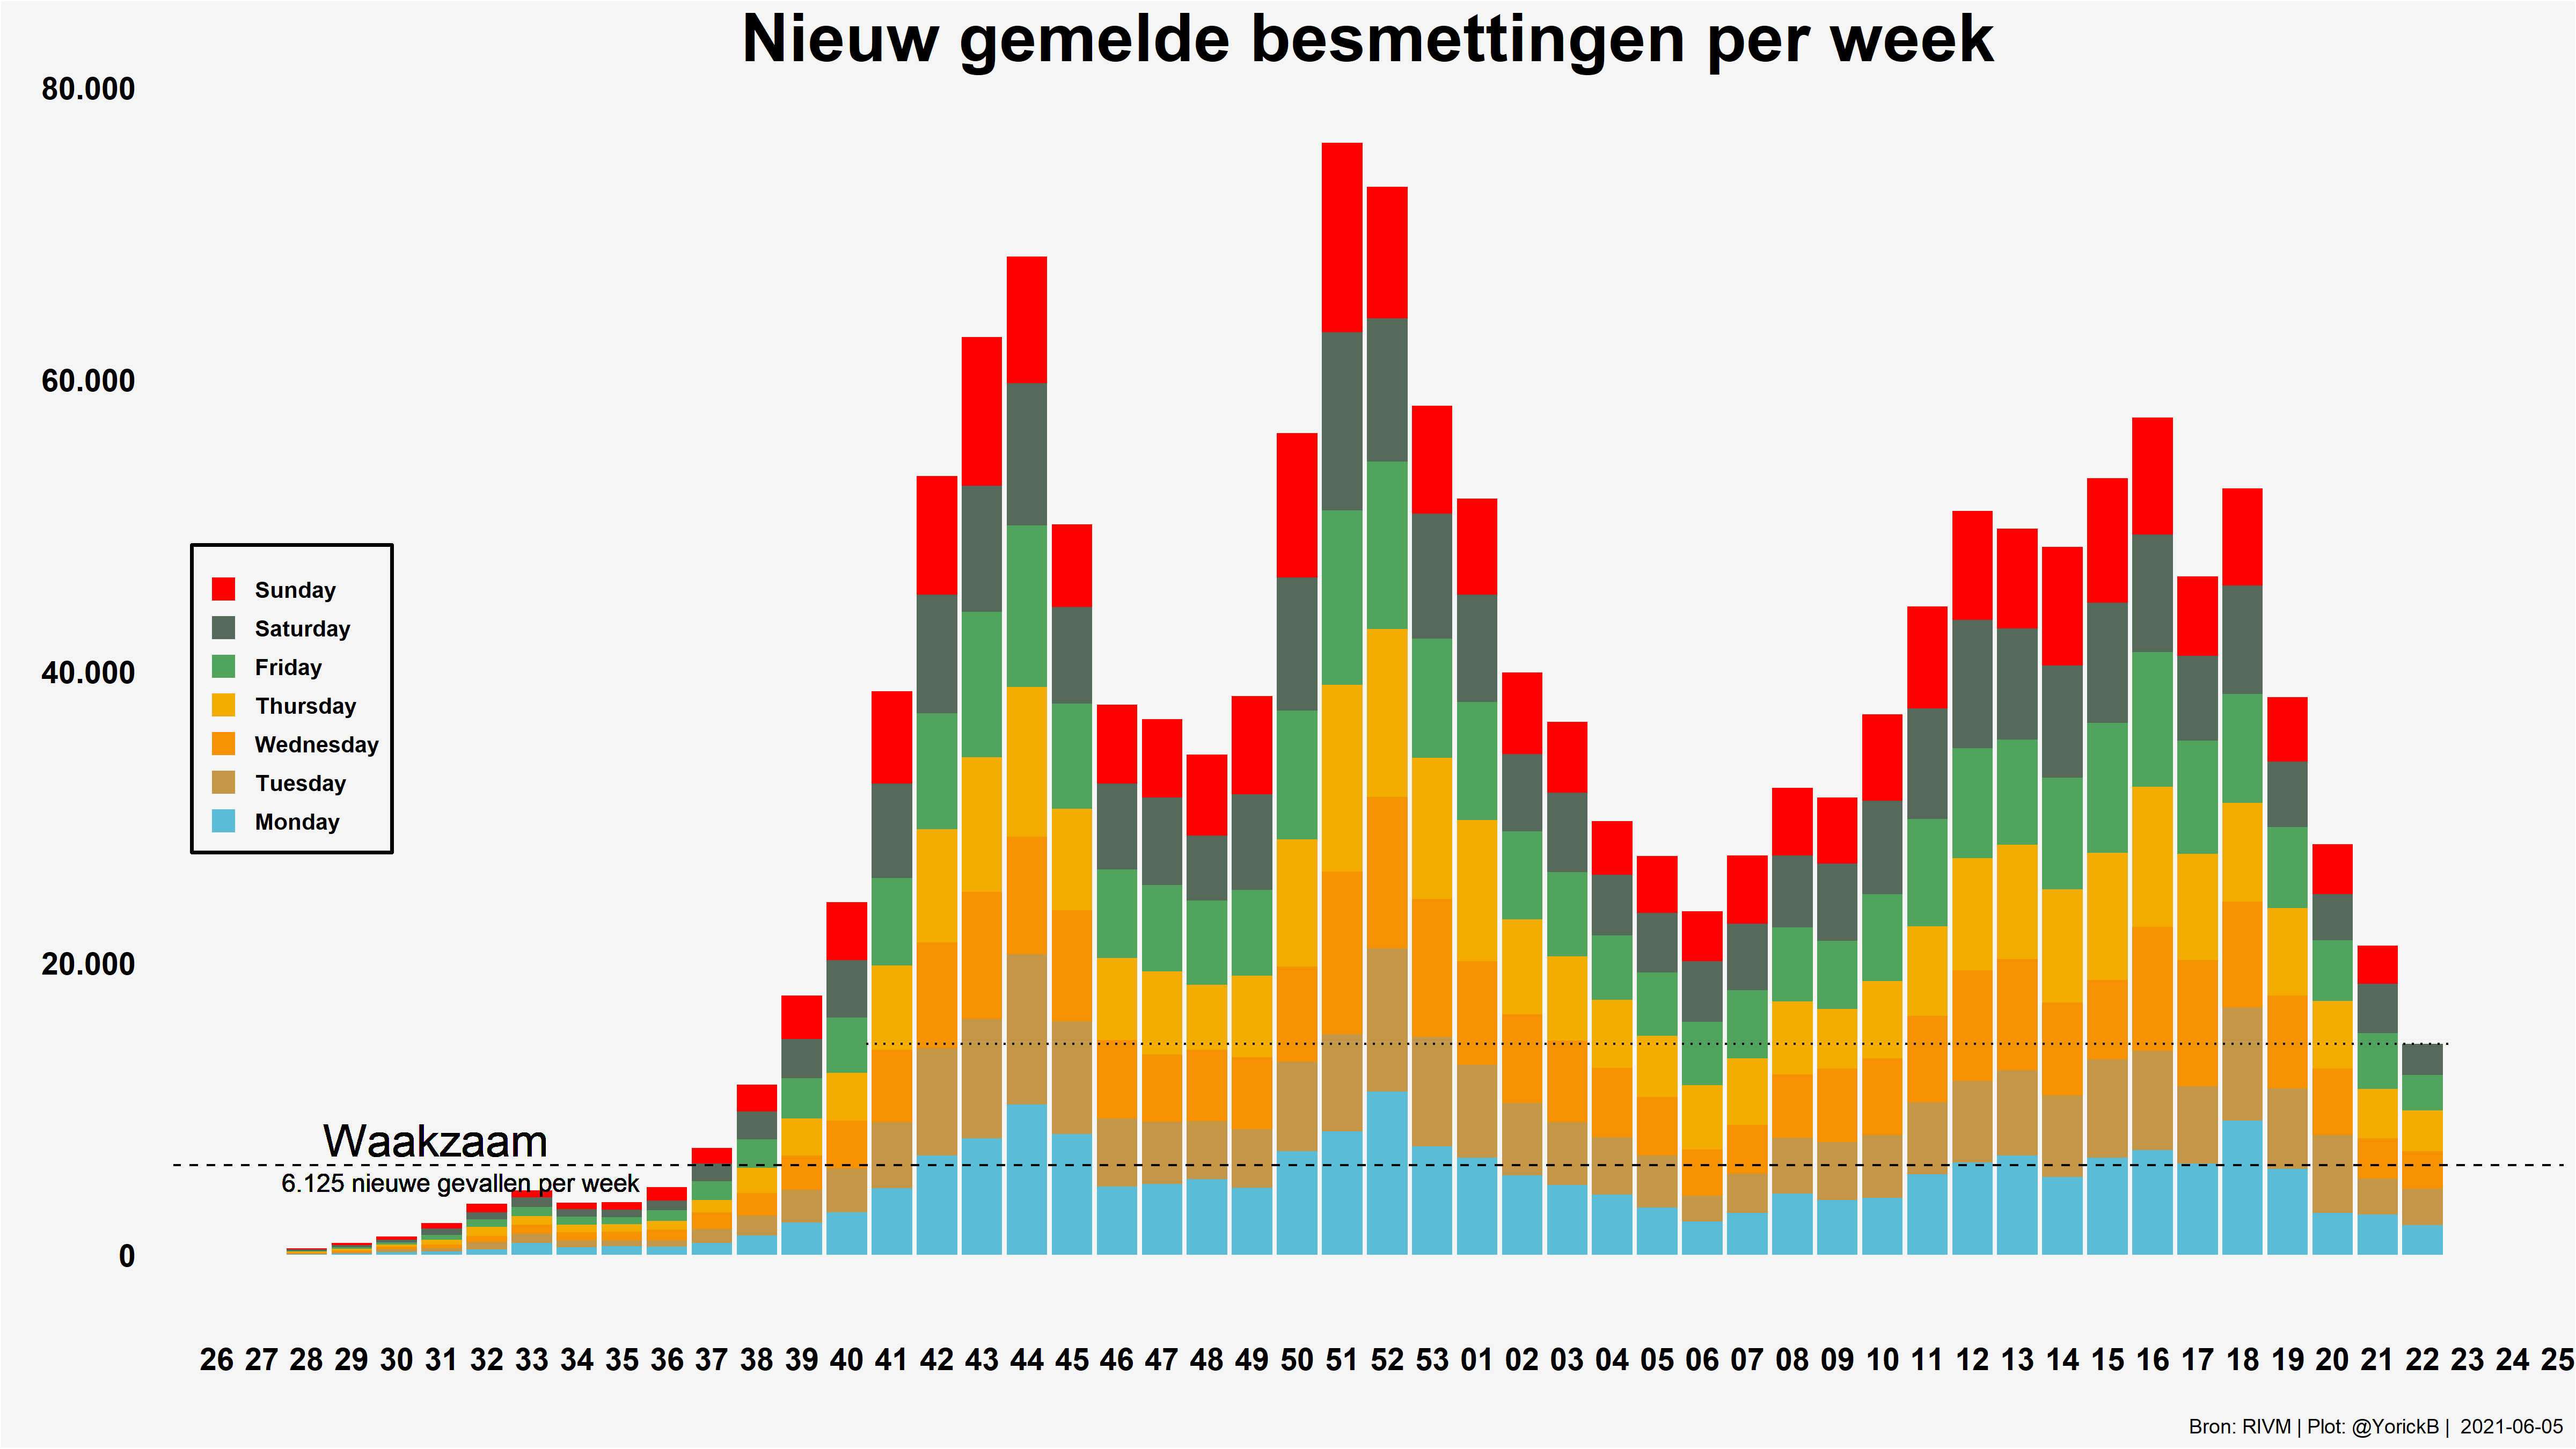 Nieuw gemelde besmettingen per week
80.000
60.000
40.000
20.000
0
Sunday
Saturday
Friday
Thursday
Wednesday
Tuesday
Monday
Waakzaam
6.125 nieuwe gevallen per week
26 27 28 29 30 31 32 33 34 35 36 37 38 39 40 41 42 43 44 45 46 47 48 49 50 51 52 53 01 02 03 04 05 06 07 08 09 10 11 12 13 14 15 16 17 18 19 20 21 22 23 24 25
Bron: RIVM | Plot: @YorickB | 2021-06-05